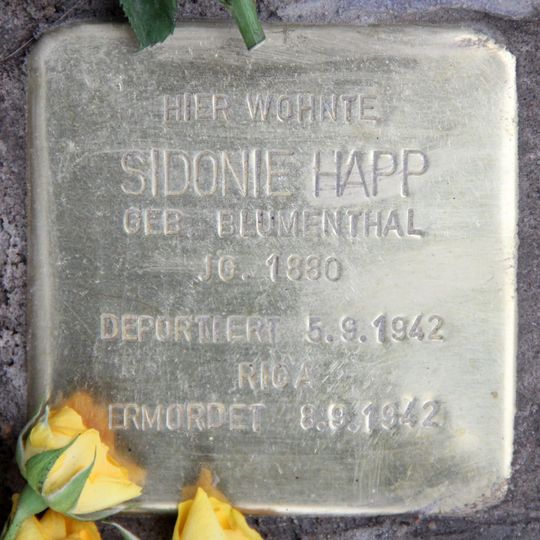 HIER WOHNTE
SIDONIE HAPP
GEB. BLUMENTHAL
JG. 1880
DEPORTIERT 5.9.1942
RIGA
ERMORDET 8.9.1942